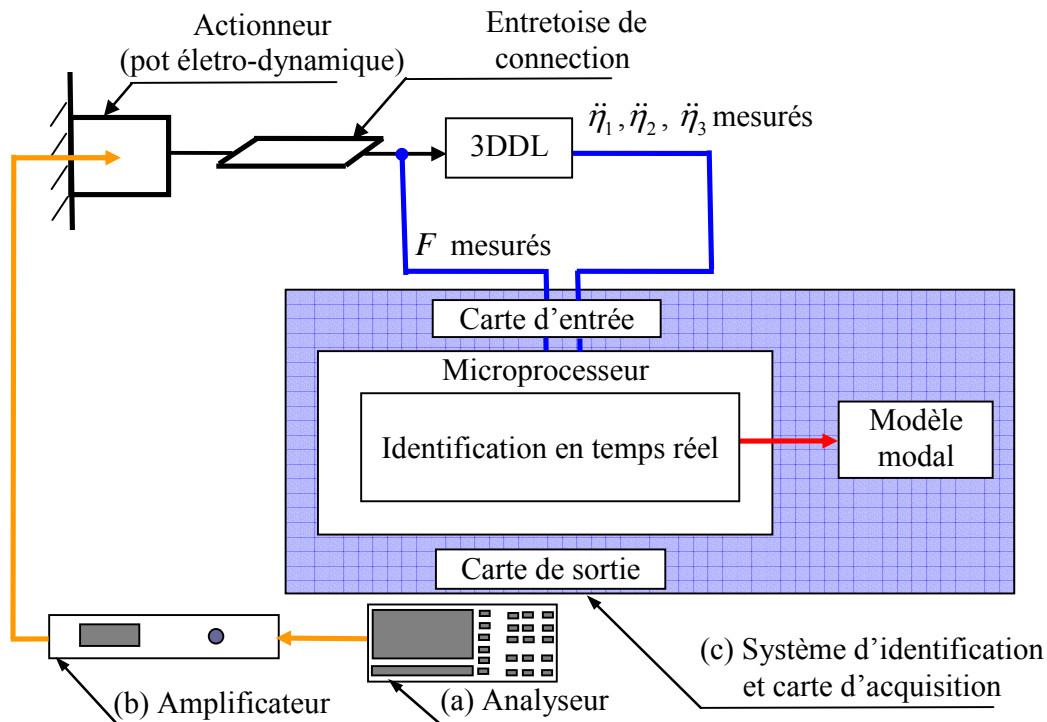 Actionneur
(pot életro-dynamique)
Entretoise de
connection
η̈₁, η̈₂, η̈₃ mesurés
3DDL
F mesurés
Carte d'entrée
Microprocesseur
Identification en temps réel
Modèle
modal
Carte de sortie
(c) Système d'identification
et carte d'acquisition
(b) Amplificateur
(a) Analyseur